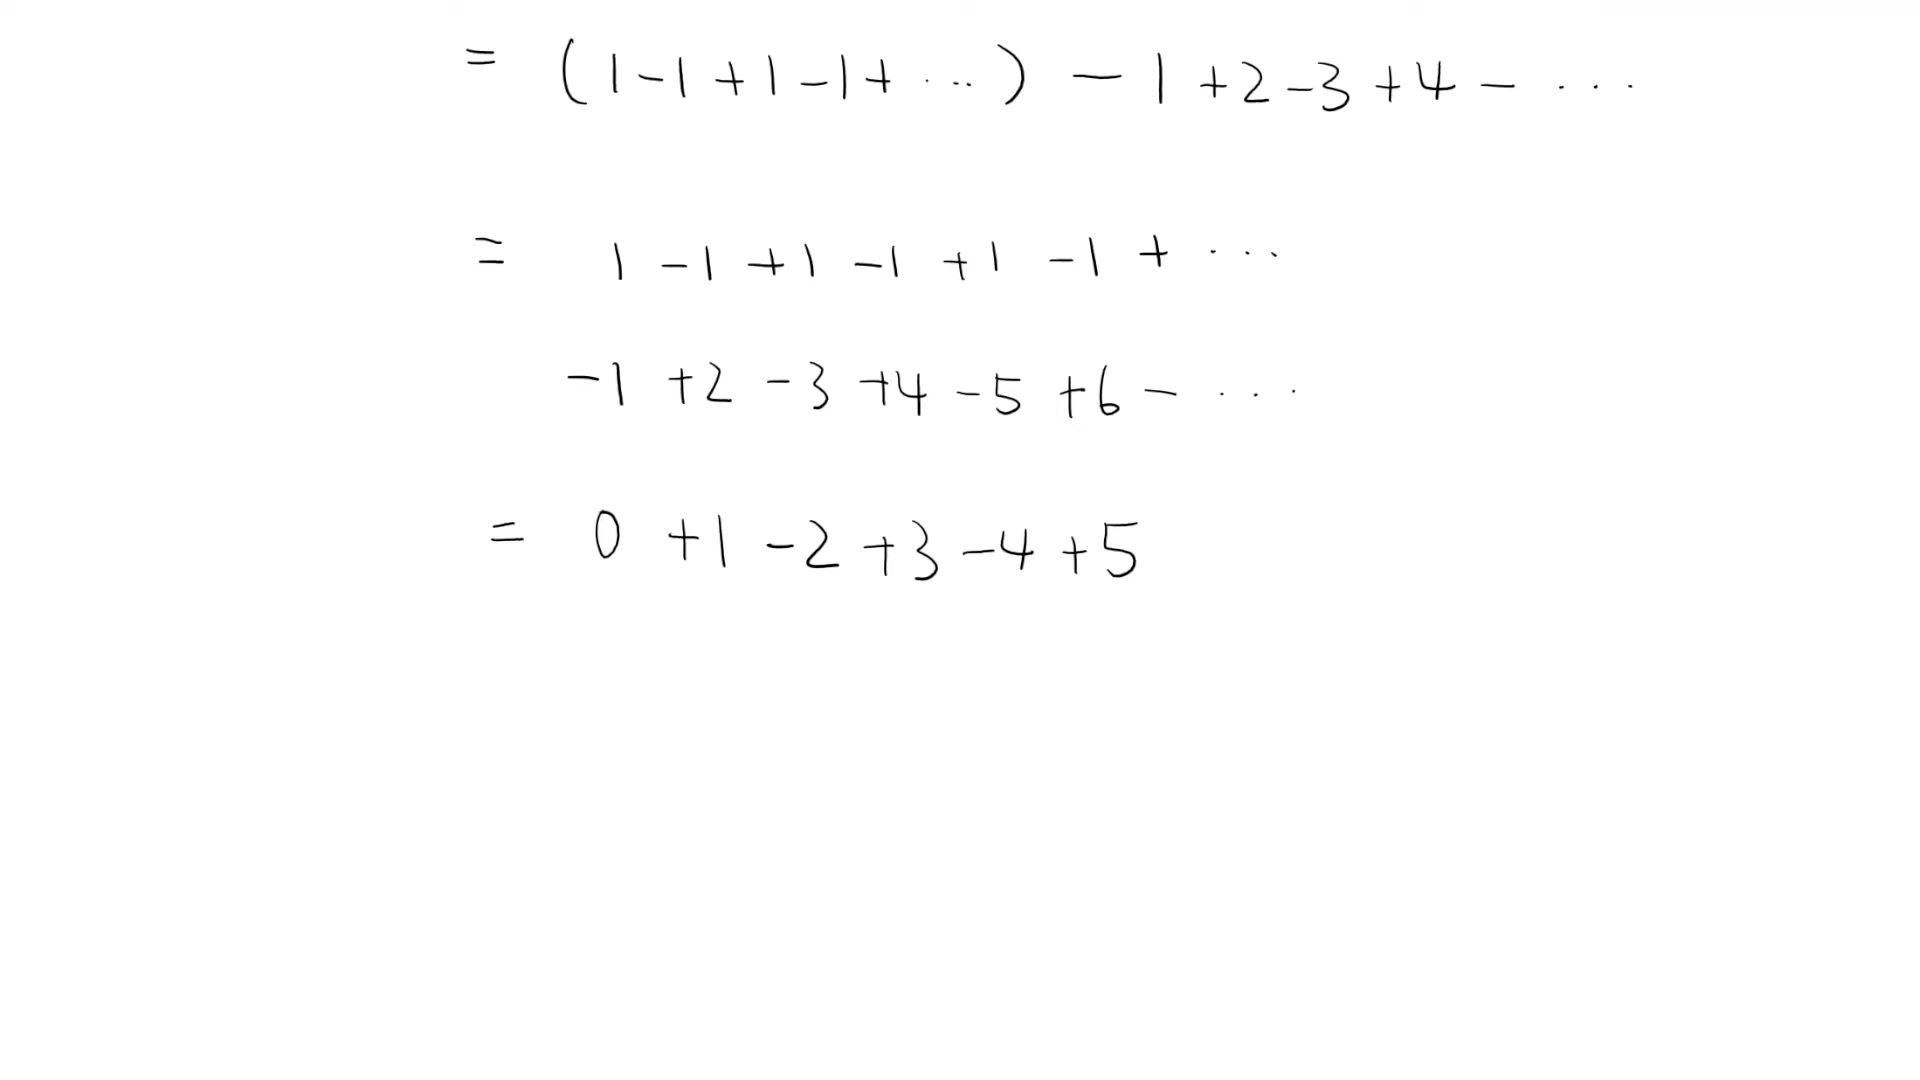 = (1-1+1-1+ ...) - 1+2-3+4- ...
= 1 -1 +1 -1 +1 -1 + ...
-1 +2 -3 +4 -5 +6 - ...
= 0 +1 -2 +3 -4 +5